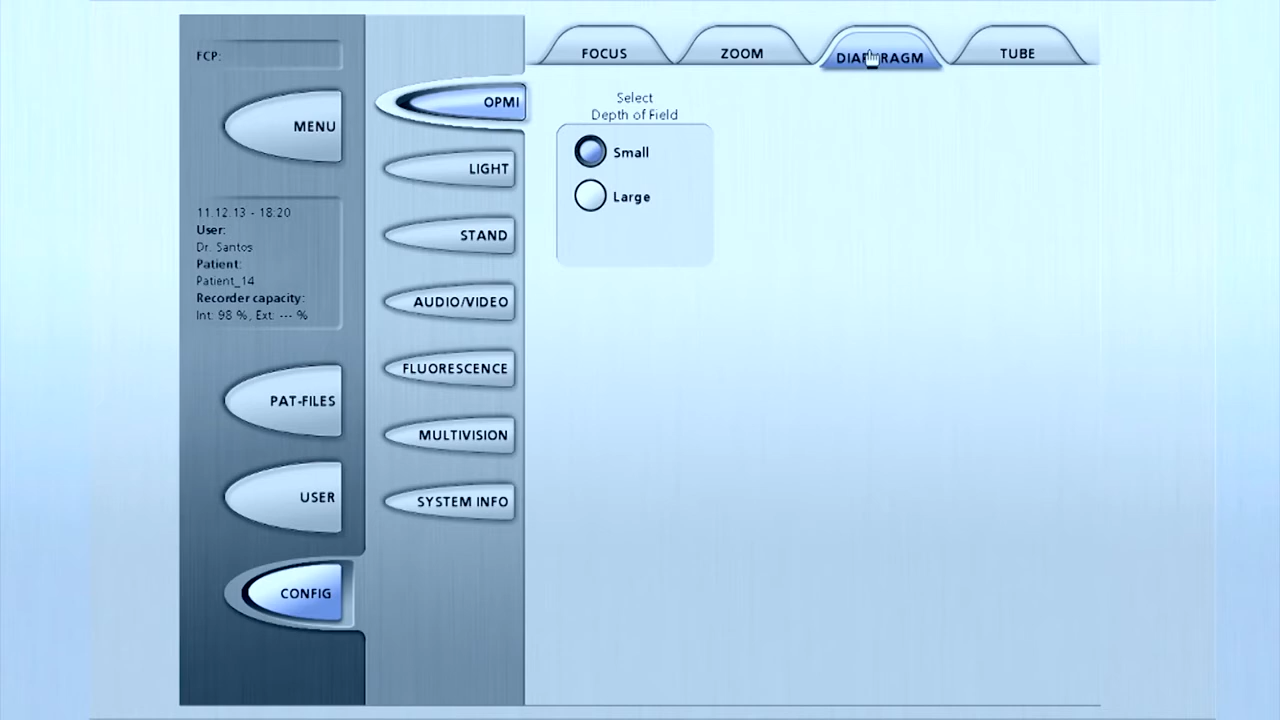 FCP:
MENU
11.12.13 - 18:20
User:
Dr. Santos
Patient:
Patient_14
Recorder capacity:
Int: 98 %, Ext: --- %
PAT-FILES
USER
CONFIG
OPMI
LIGHT
STAND
AUDIO/VIDEO
FLUORESCENCE
MULTIVISION
SYSTEM INFO
FOCUS
ZOOM
DIAPHRAGM
TUBE
Select
Depth of Field
Small
Large